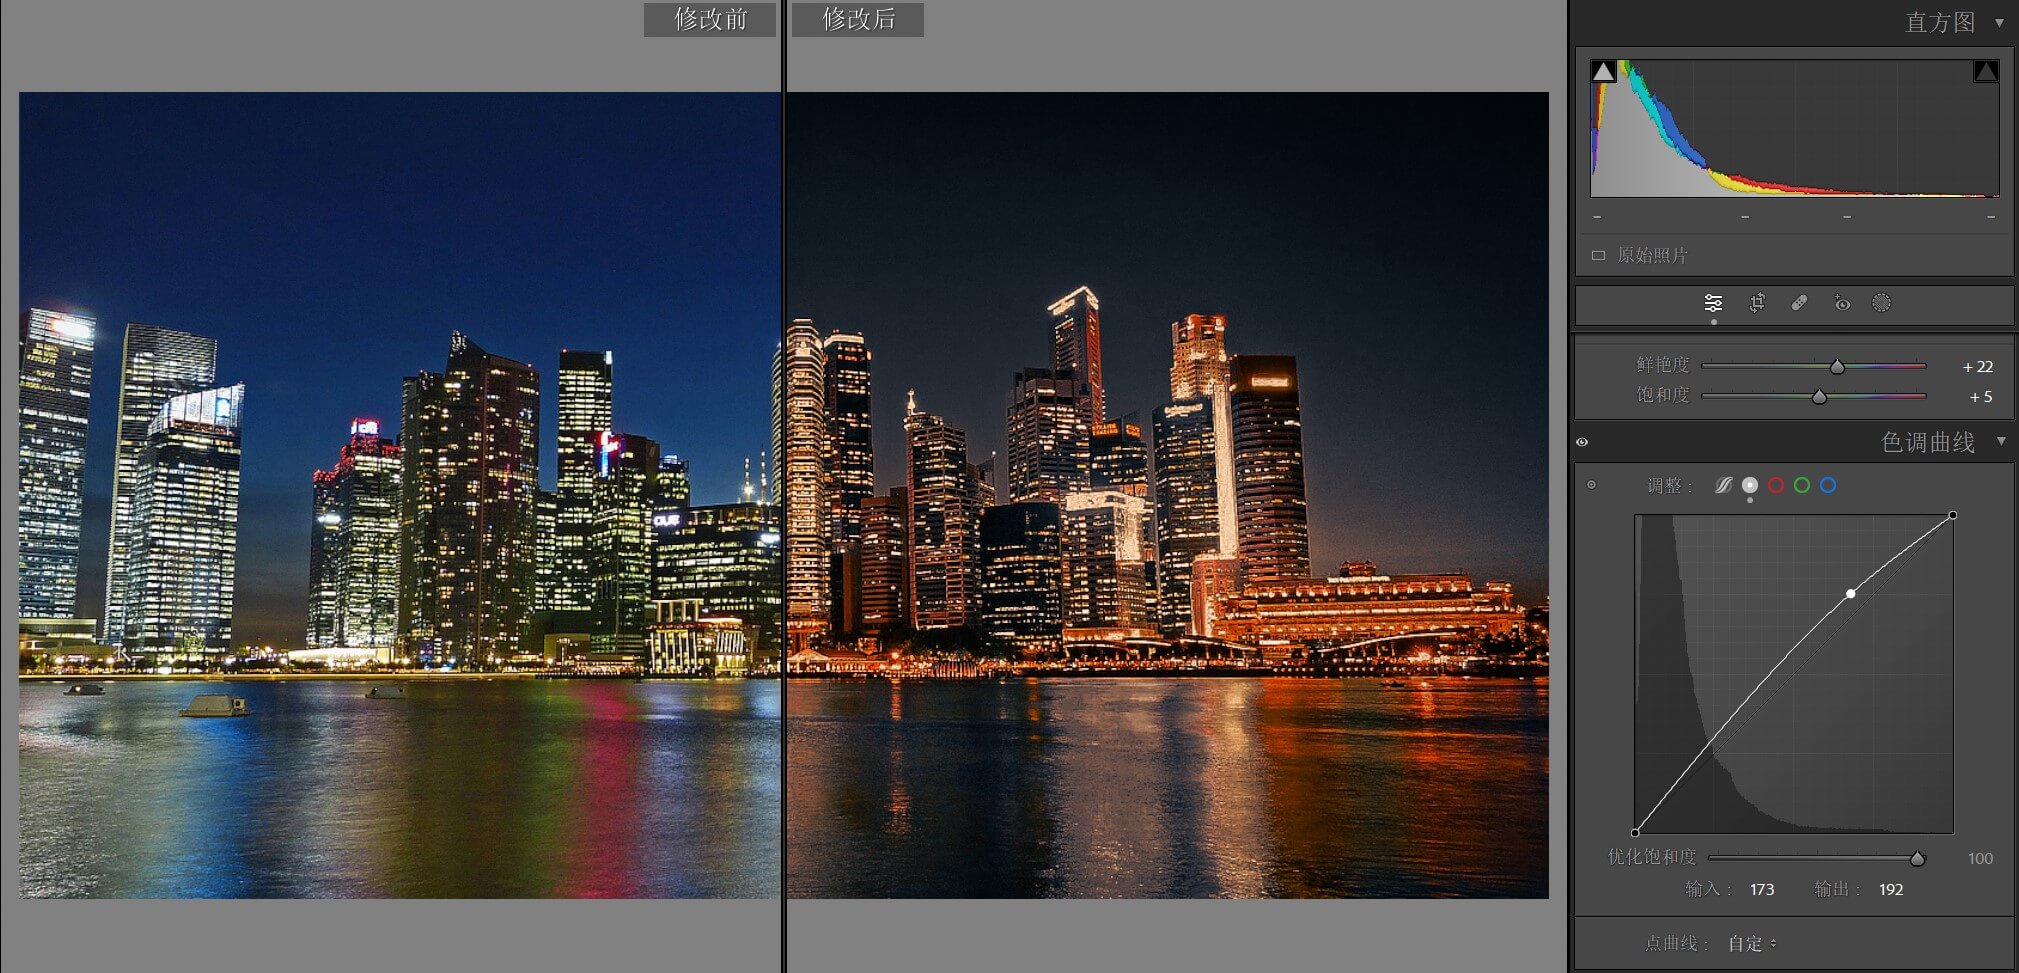 修改前
修改后
直方图
原始照片
鲜艳度 + 22
饱和度 + 5
色调曲线
调整 :
优化饱和度 100
输入 : 173 输出 : 192
点曲线 : 自定